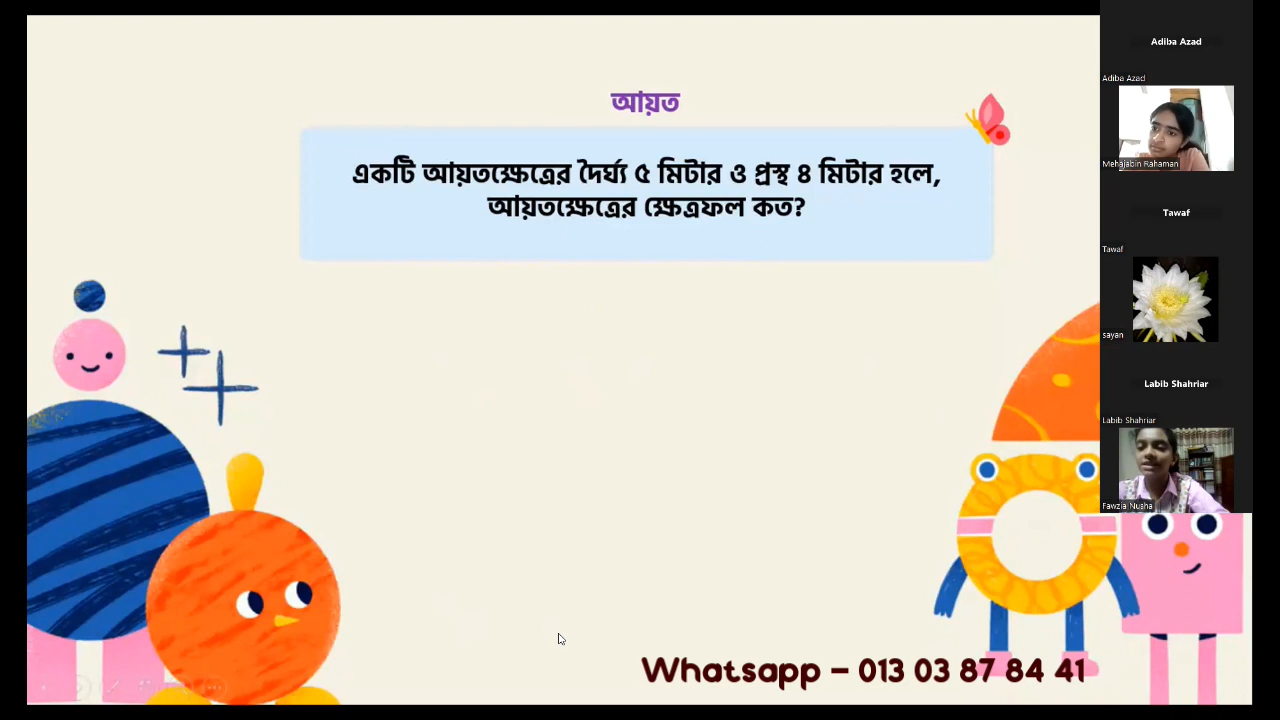 আয়ত
একটি আয়তক্ষেত্রের দৈর্ঘ্য ৫ মিটার ও প্রস্থ ৪ মিটার হলে,
আয়তক্ষেত্রের ক্ষেত্রফল কত?
Whatsapp – 013 03 87 84 41
Adiba Azad
Adiba Azad
Mehajabin Rahaman
Tawaf
Tawaf
sayan
Labib Shahriar
Labib Shahriar
Fawzia Nusha